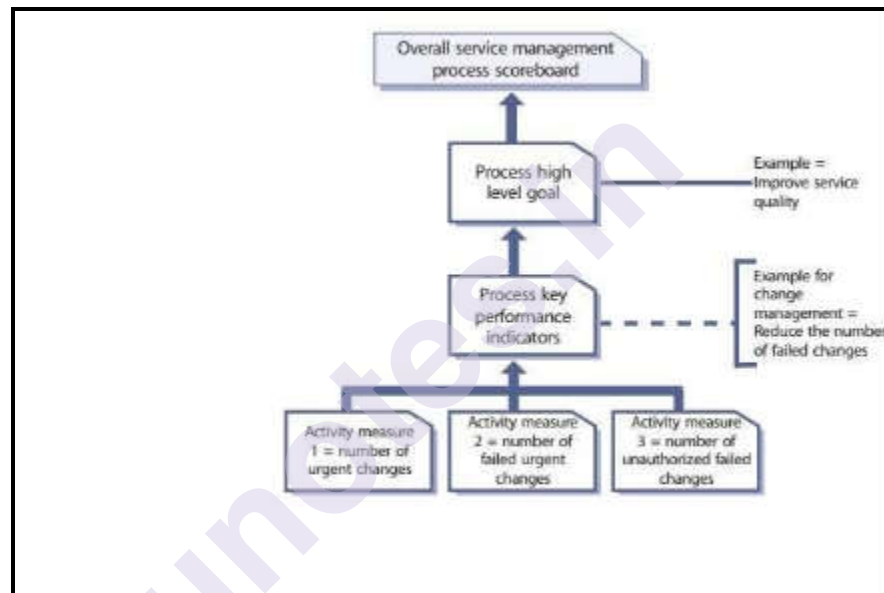 Overall service management
process scoreboard
Process high
level goal
Example =
Improve service
quality
Process key
performance
indicators
Example for
change
management =
Reduce the number
of failed changes
Activity measure
1 = number of
urgent changes
Activity measure
2 = number of
failed urgent
changes
Activity measure
3 = number of
unauthorized failed
changes
unotes.in